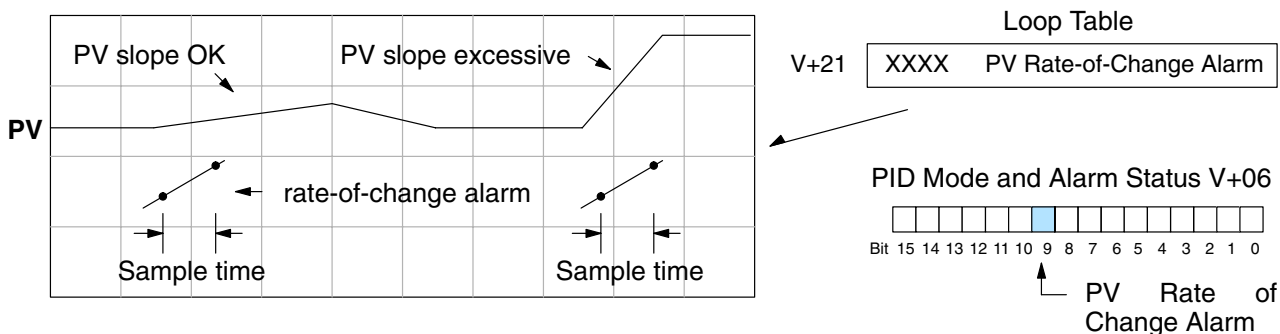 Loop Table
PV slope OK
PV slope excessive
V+21
XXXX PV Rate-of-Change Alarm
PV
rate-of-change alarm
PID Mode and Alarm Status V+06
Bit 15 14 13 12 11 10 9 8 7 6 5 4 3 2 1 0
Sample time
Sample time
PV Rate of
Change Alarm